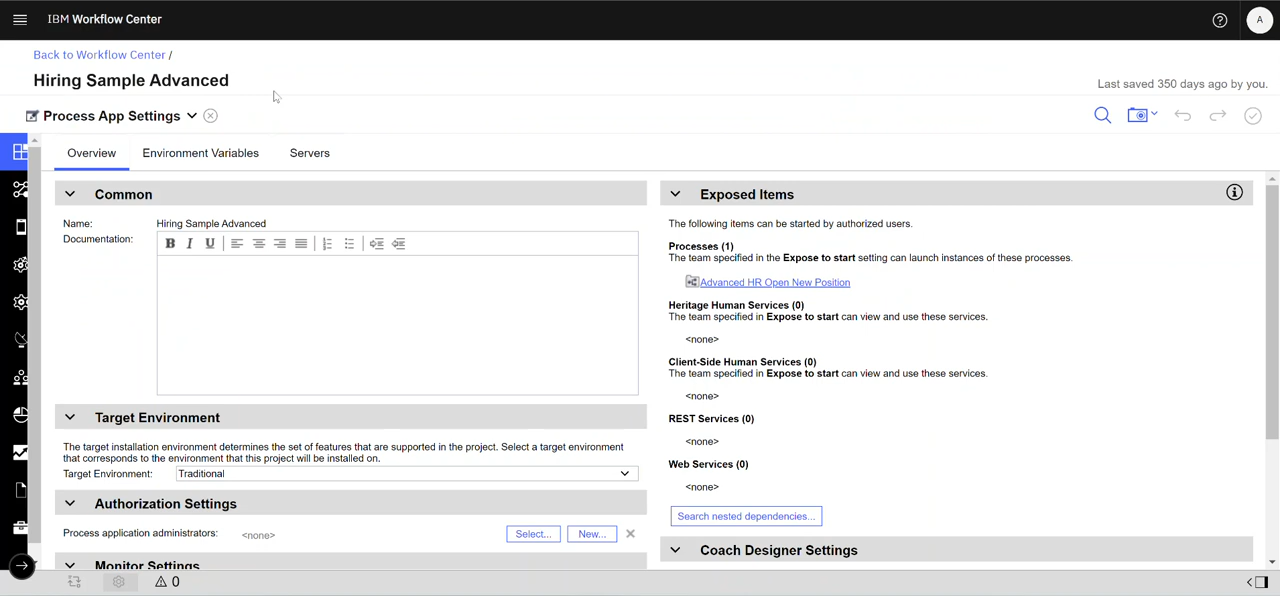 IBM Workflow Center
A
Back to Workflow Center /
Hiring Sample Advanced
Last saved 350 days ago by you.
Process App Settings
Overview
Environment Variables
Servers
Common
Name:
Hiring Sample Advanced
Documentation:
B I U
Target Environment
The target installation environment determines the set of features that are supported in the project. Select a target environment
that corresponds to the environment that this project will be installed on.
Target Environment:
Traditional
Authorization Settings
Process application administrators:
<none>
Select...
New...
Monitor Settings
Exposed Items
The following items can be started by authorized users.
Processes (1)
The team specified in the Expose to start setting can launch instances of these processes.
Advanced HR Open New Position
Heritage Human Services (0)
The team specified in Expose to start can view and use these services.
<none>
Client-Side Human Services (0)
The team specified in Expose to start can view and use these services.
<none>
REST Services (0)
<none>
Web Services (0)
<none>
Search nested dependencies...
Coach Designer Settings
0